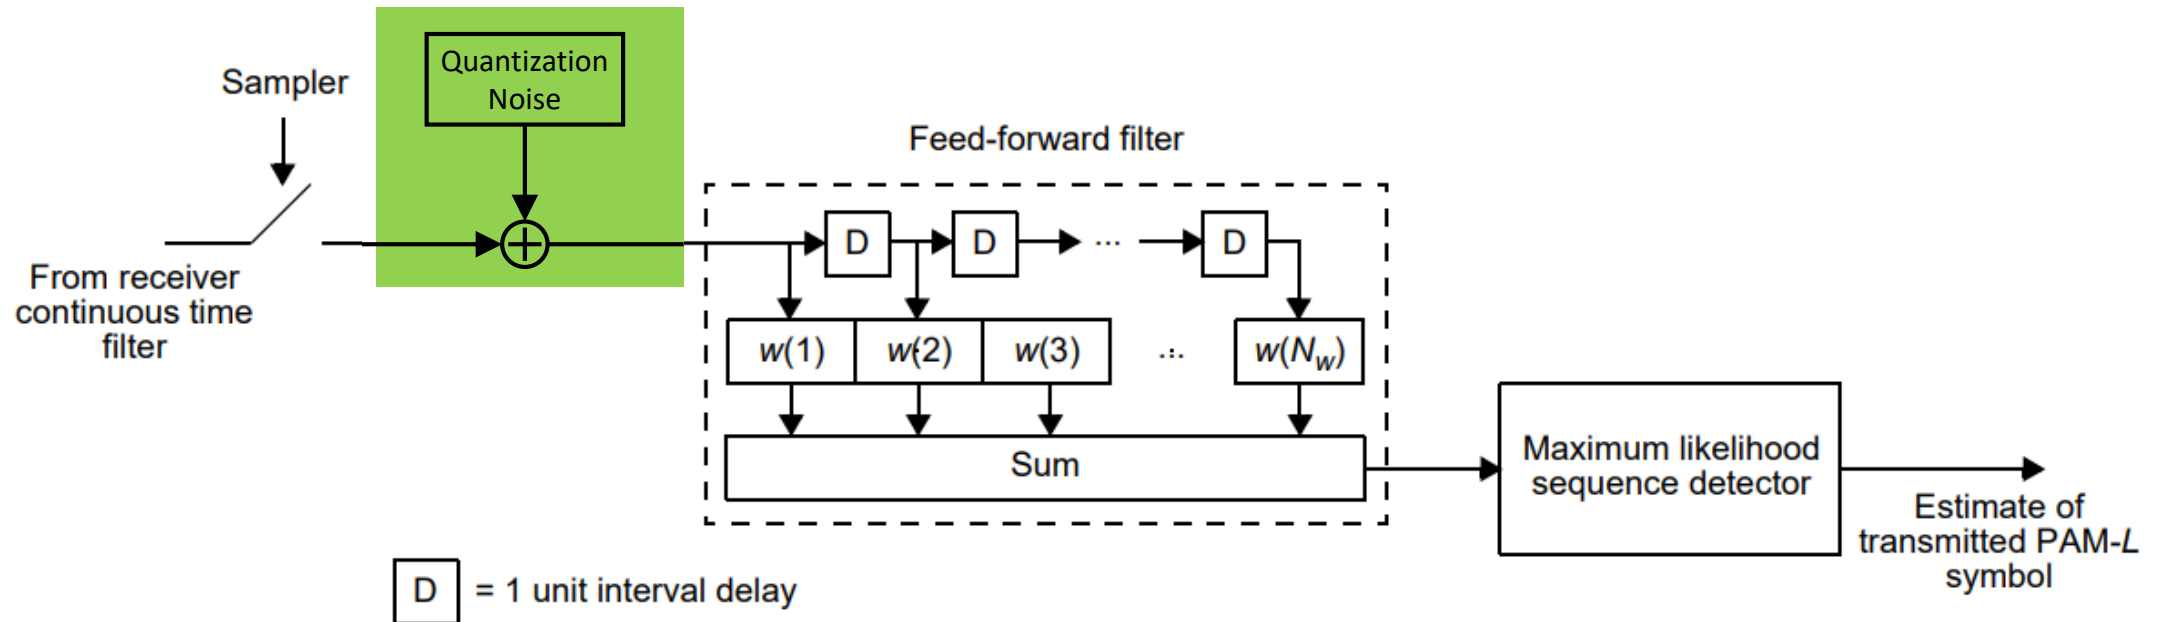 Quantization
Noise
Sampler
Feed-forward filter
From receiver
continuous time
filter
D
D
...
D
w(1)
w(2)
w(3)
...
w(Nw)
Sum
Maximum likelihood
sequence detector
Estimate of
transmitted PAM-L
symbol
D = 1 unit interval delay